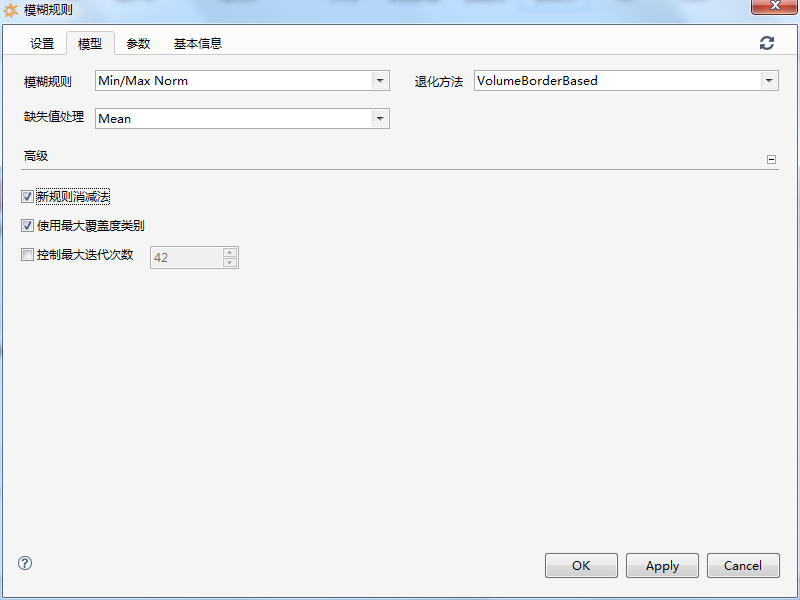 模糊规则
设置 模型 参数 基本信息
模糊规则 Min/Max Norm 退化方法 VolumeBorderBased
缺失值处理 Mean
高级
新规则消减法
使用最大覆盖度类别
控制最大迭代次数 42
OK Apply Cancel